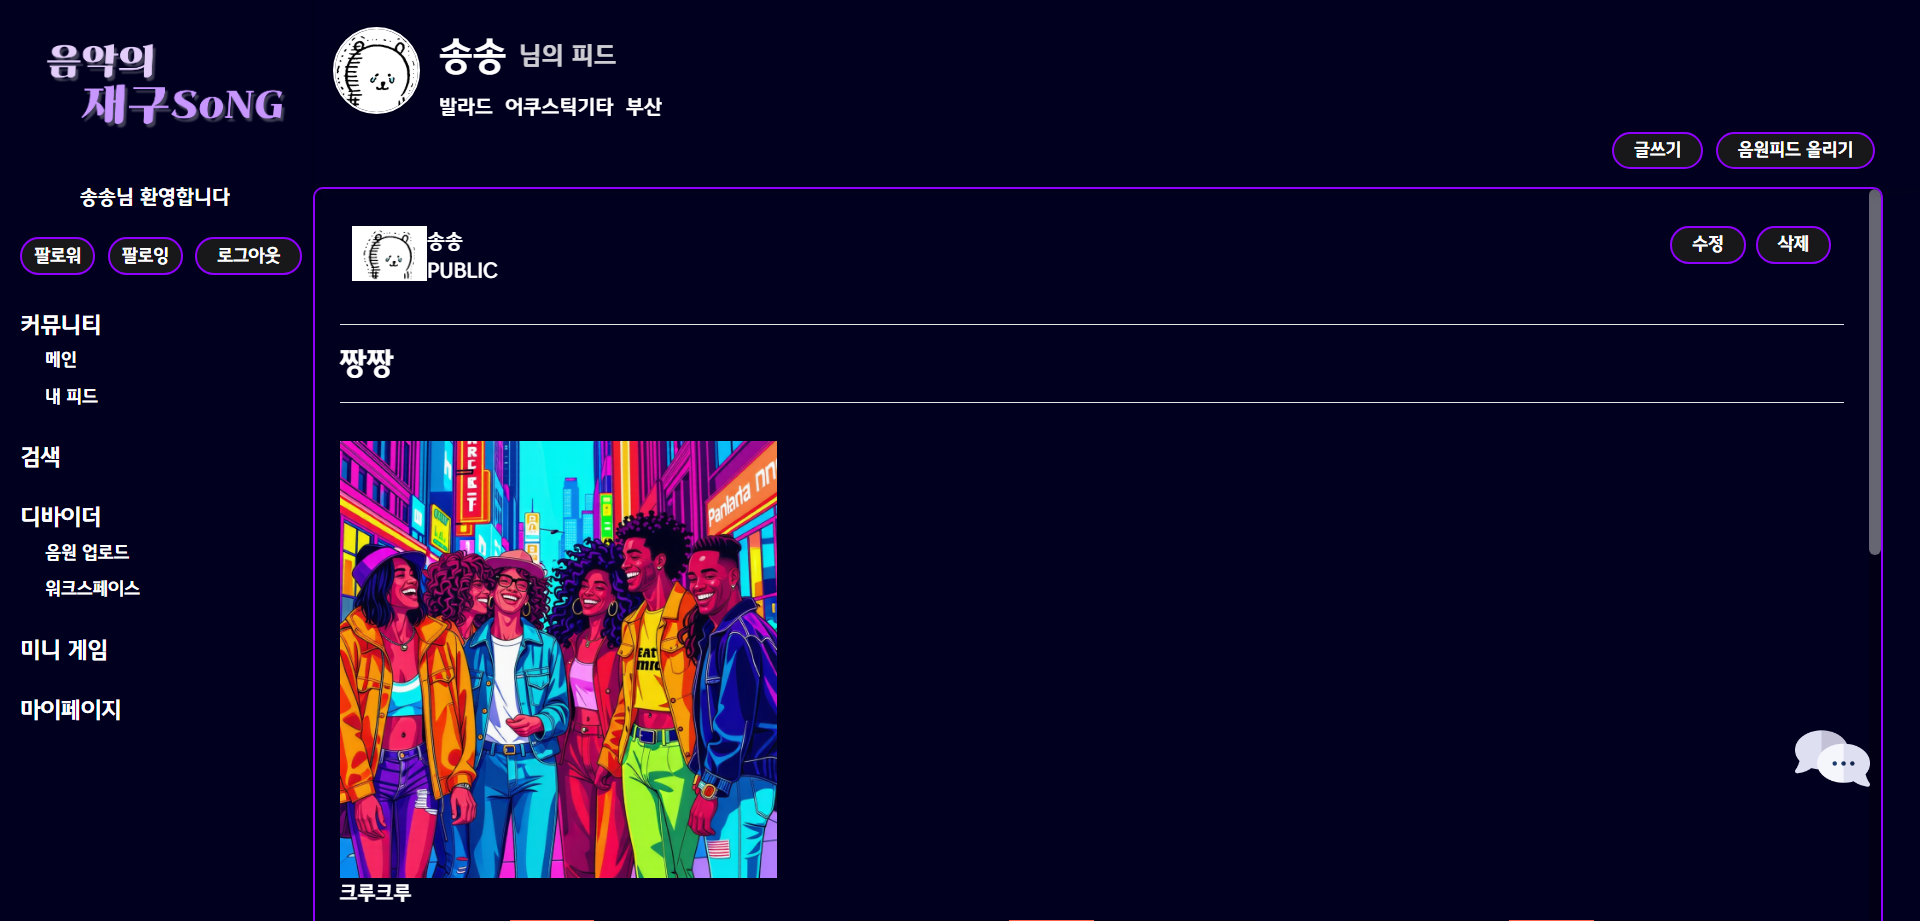 음악의
재구SoNG
송송 님의 피드
발라드 어쿠스틱기타 부산
글쓰기
음원피드 올리기
송송님 환영합니다
팔로워
팔로잉
로그아웃
커뮤니티
메인
내 피드
검색
디바이더
음원 업로드
워크스페이스
미니 게임
마이페이지
송송
PUBLIC
수정
삭제
짱짱
크루크루